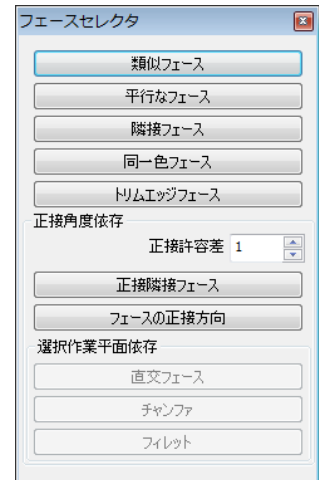 フェースセレクタ
類似フェース
平行なフェース
隣接フェース
同一色フェース
トリムエッジフェース
正接角度依存
正接許容差 1
正接隣接フェース
フェースの正接方向
選択作業平面依存
直交フェース
チャンファ
フィレット